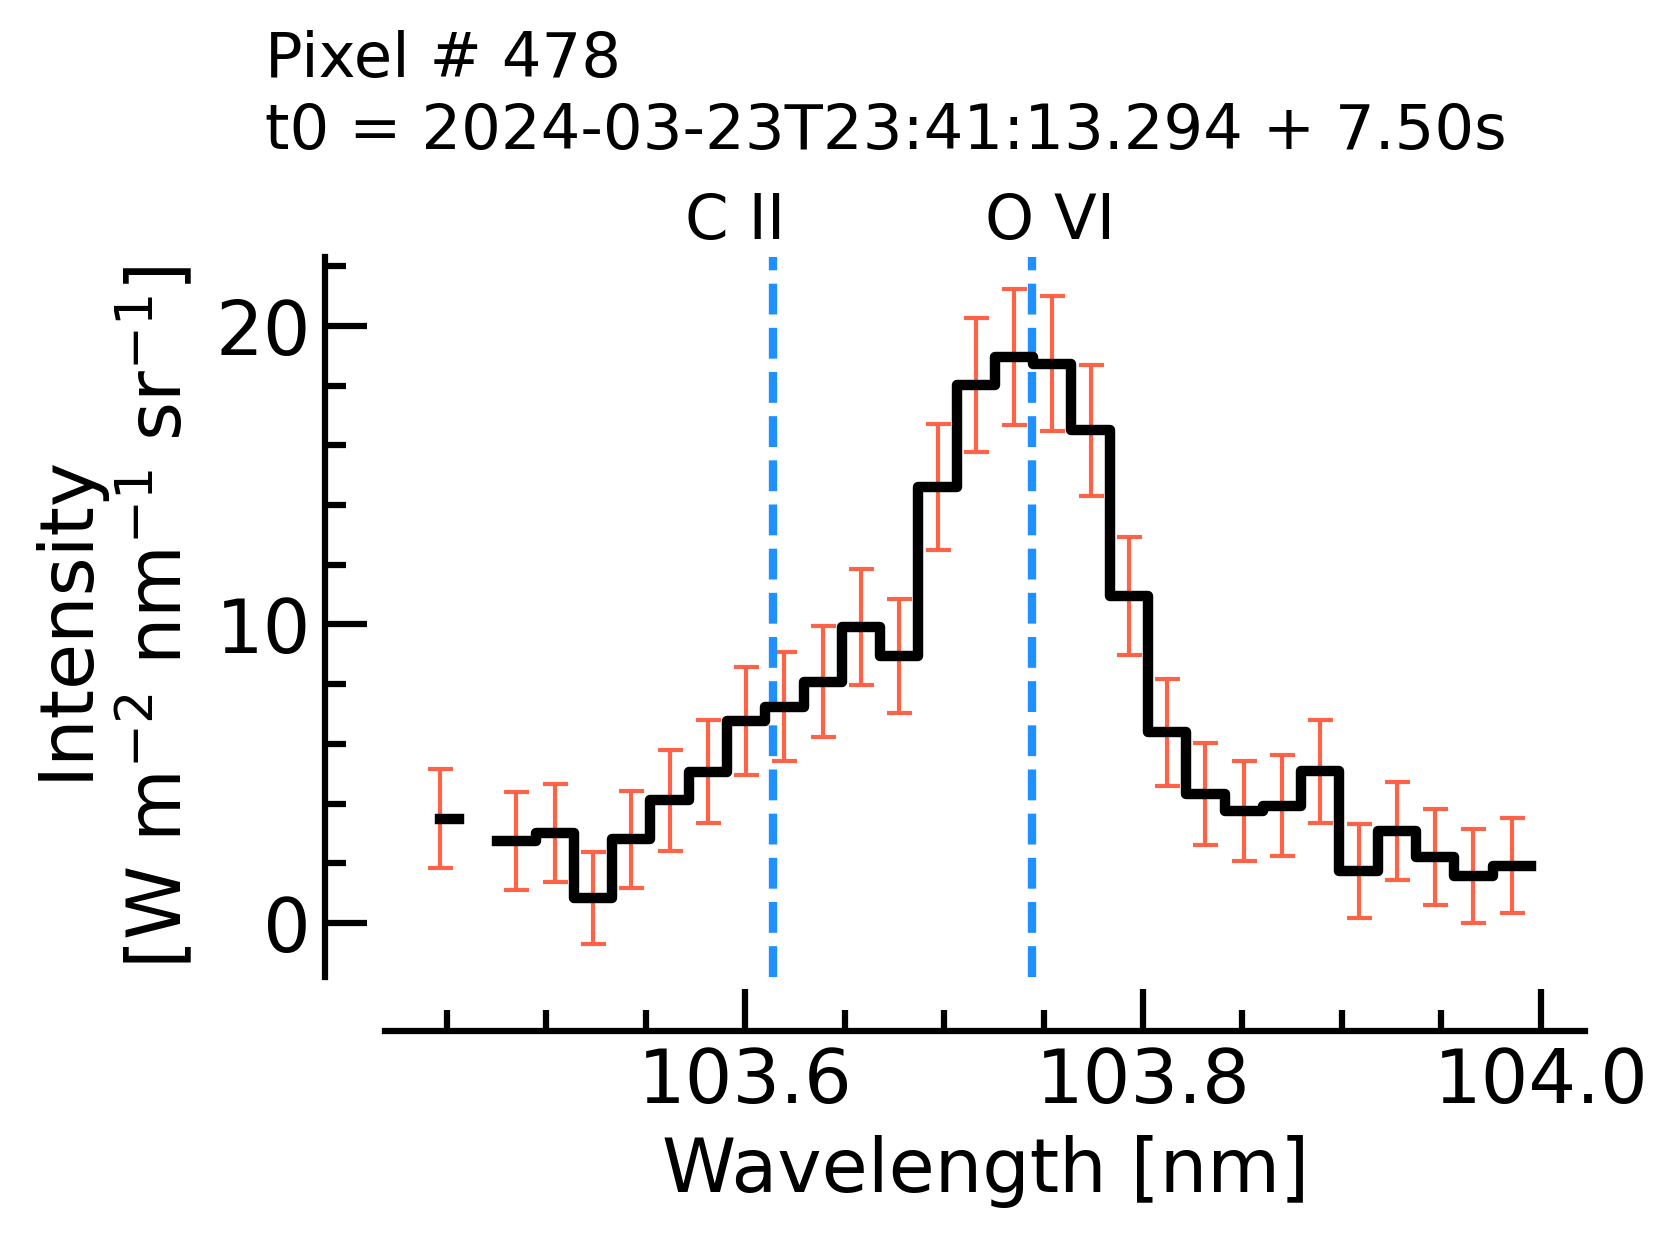 Pixel # 478
t0 = 2024-03-23T23:41:13.294 + 7.50s
C II
O VI
Intensity
[W m⁻² nm⁻¹ sr⁻¹]
20
10
0
103.6
103.8
104.0
Wavelength [nm]